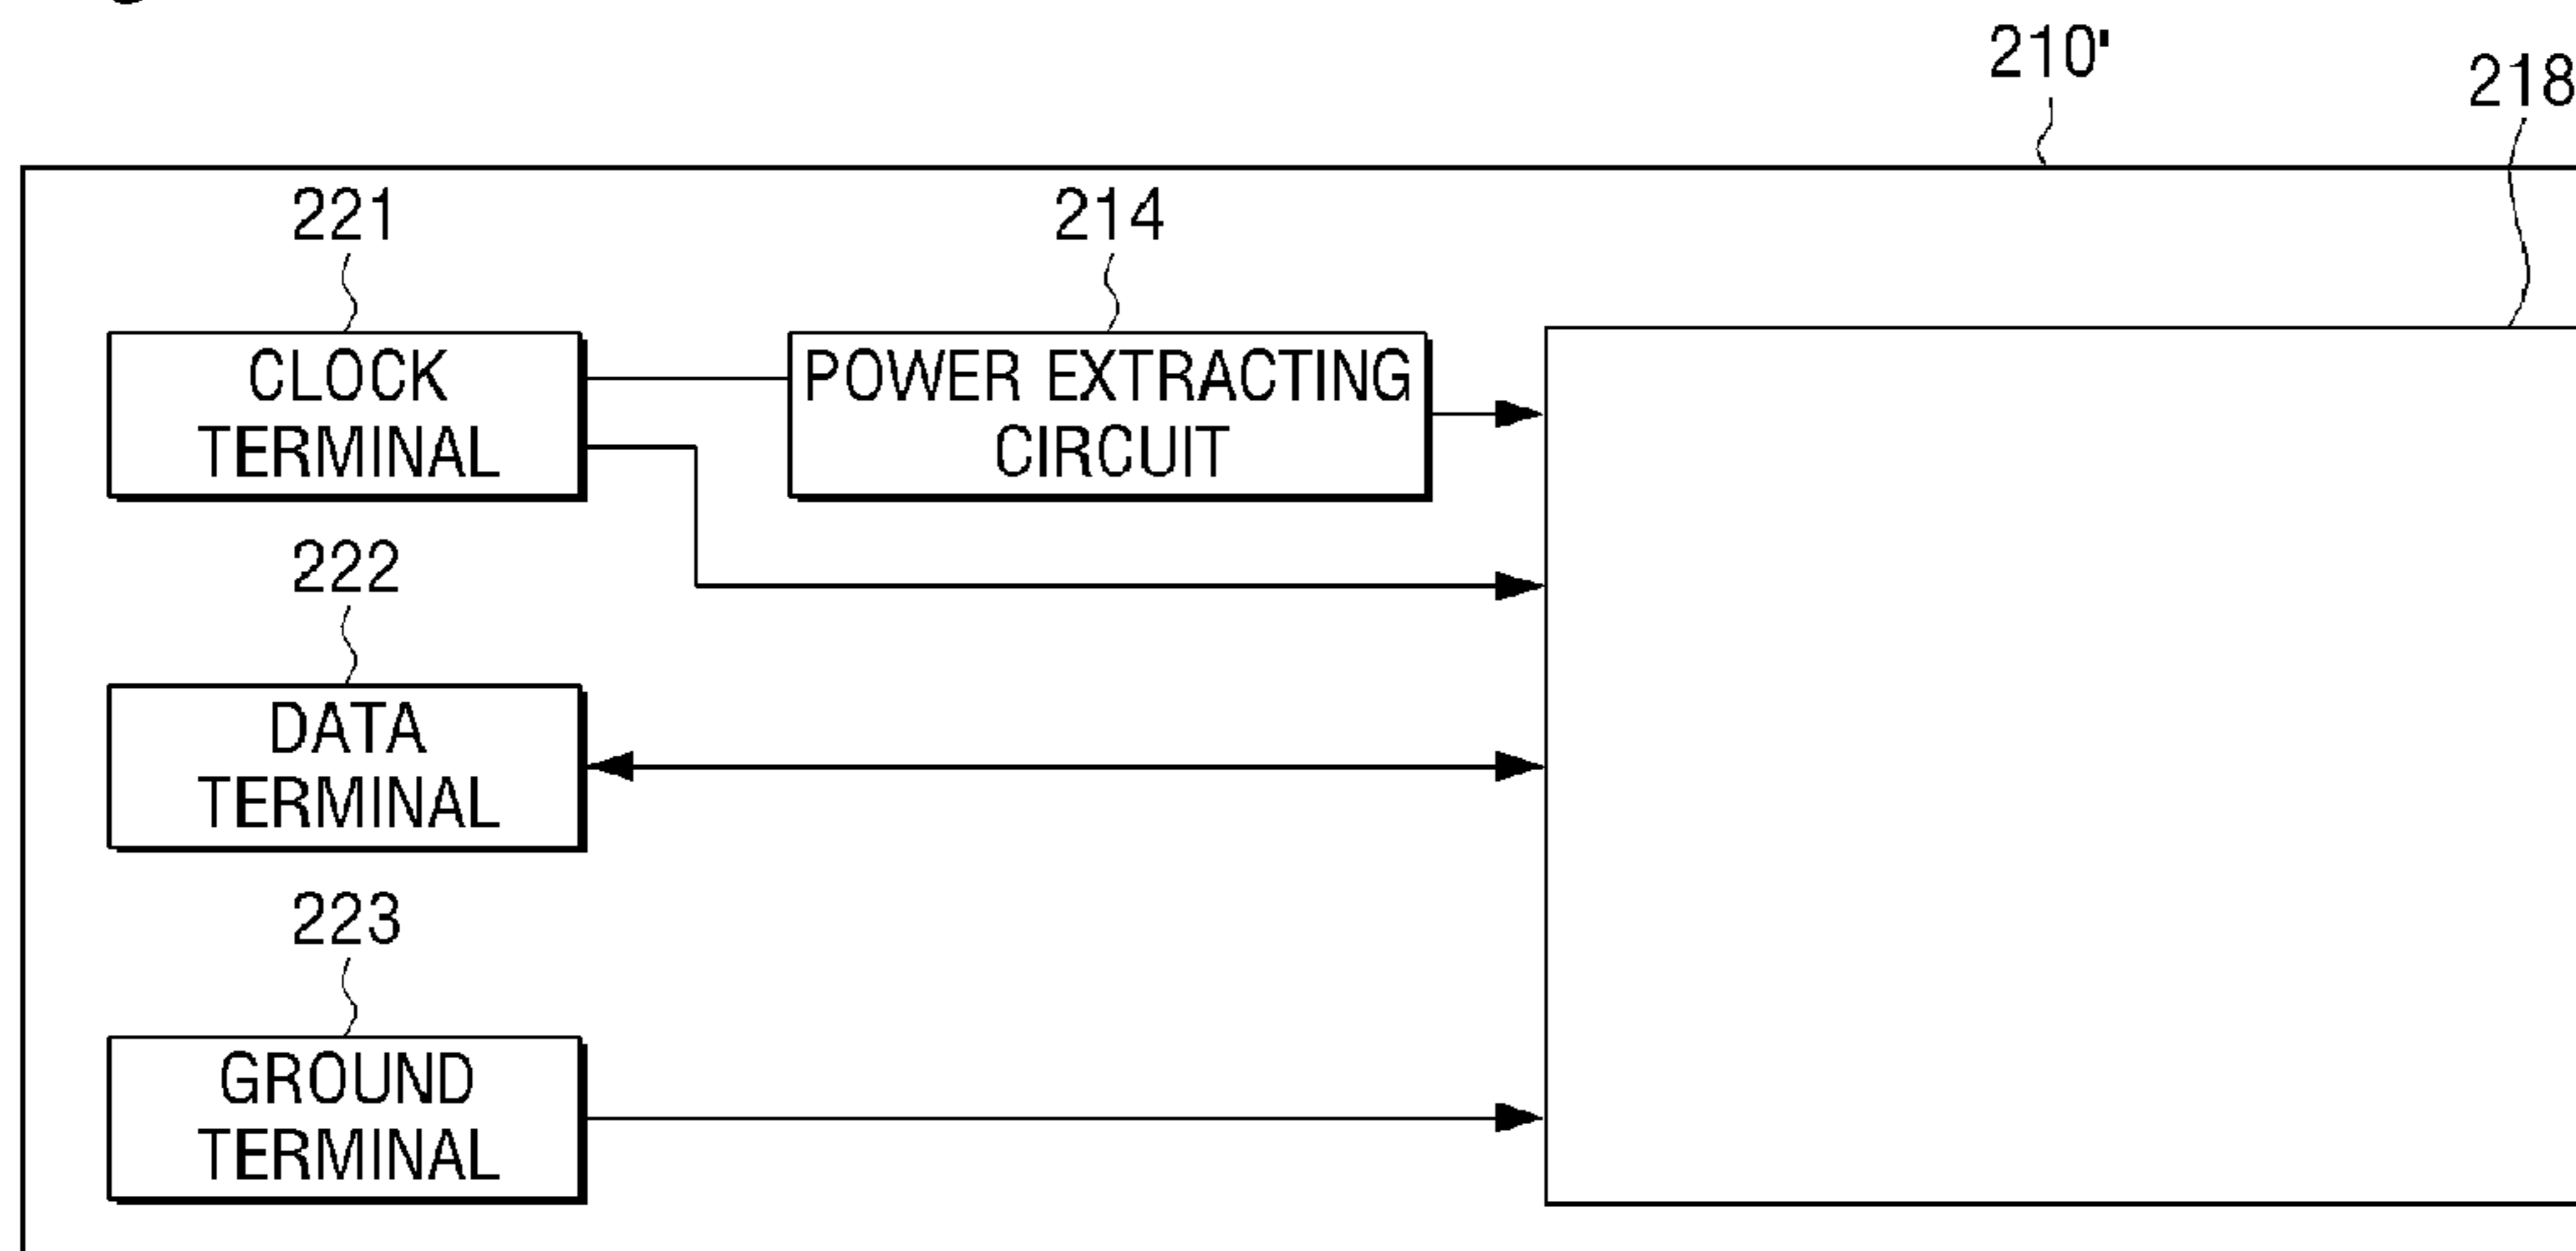 210'
218
221
214
CLOCK
TERMINAL
POWER EXTRACTING
CIRCUIT
222
DATA
TERMINAL
223
GROUND
TERMINAL